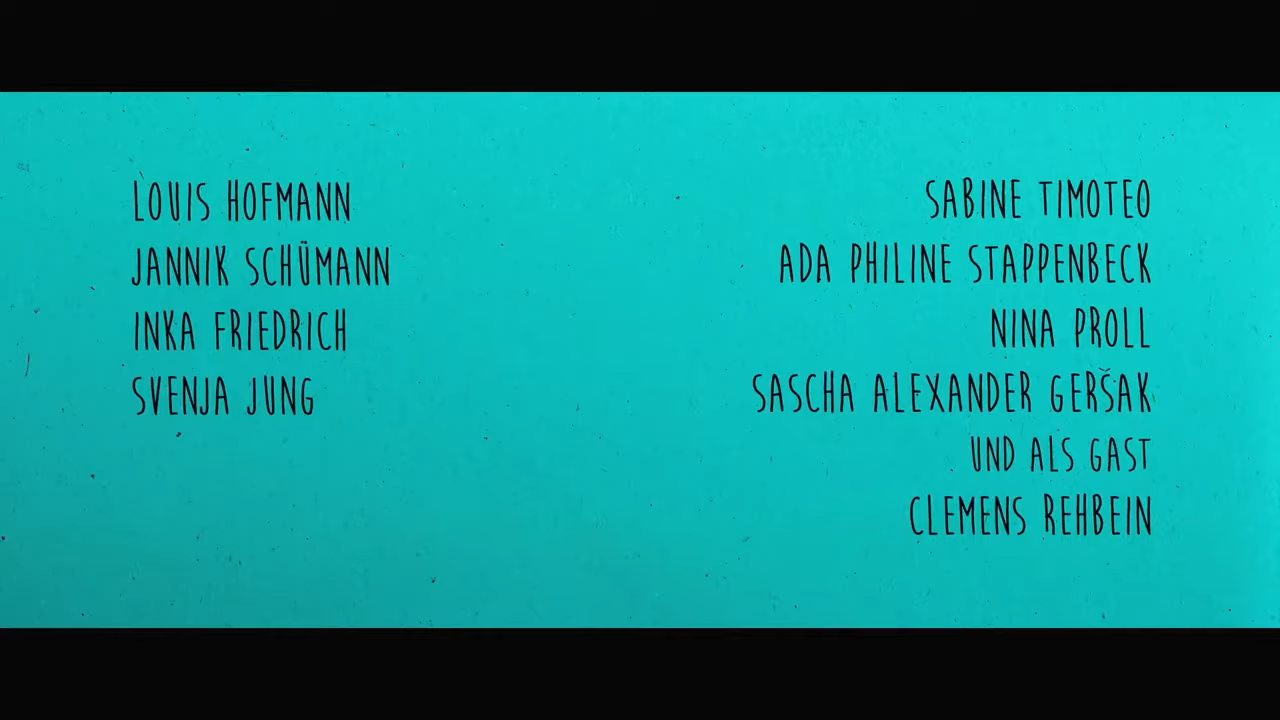 LOUIS HOFMANN
JANNIK SCHÜMANN
INKA FRIEDRICH
SVENJA JUNG
SABINE TIMOTEO
ADA PHILINE STAPPENBECK
NINA PROLL
SASCHA ALEXANDER GERŠAK
UND ALS GAST
CLEMENS REHBEIN